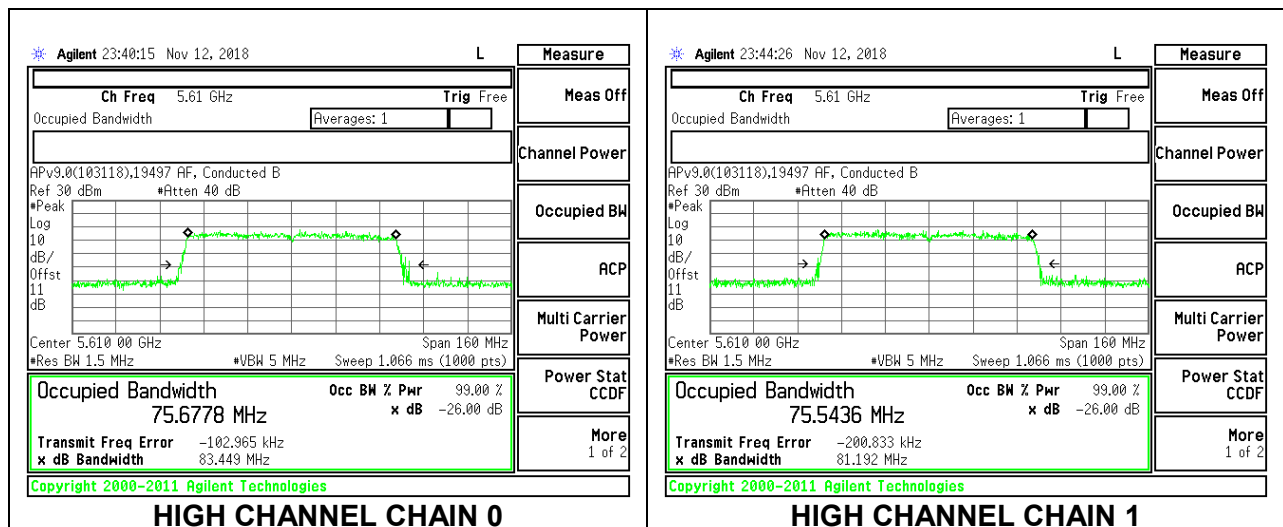 Agilent 23:40:15 Nov 12, 2018 L Measure
Ch Freq 5.61 GHz Trig Free
Meas Off
Occupied Bandwidth Averages: 1
Channel Power
APv9.0(103118),19497 AF, Conducted B
Ref 30 dBm #Atten 40 dB
#Peak
Log
10
dB/
Offst
11
dB
Occupied BW
ACP
Multi Carrier
Power
Center 5.610 00 GHz Span 160 MHz
#Res BW 1.5 MHz #VBW 5 MHz Sweep 1.066 ms (1000 pts)
Power Stat
CCDF
Occupied Bandwidth Occ BW % Pwr 99.00 %
75.6778 MHz x dB -26.00 dB
Transmit Freq Error -102.965 kHz
x dB Bandwidth 83.449 MHz
More
1 of 2
Copyright 2000-2011 Agilent Technologies
HIGH CHANNEL CHAIN 0
Agilent 23:44:26 Nov 12, 2018 L Measure
Ch Freq 5.61 GHz Trig Free
Meas Off
Occupied Bandwidth Averages: 1
Channel Power
APv9.0(103118),19497 AF, Conducted B
Ref 30 dBm #Atten 40 dB
#Peak
Log
10
dB/
Offst
11
dB
Occupied BW
ACP
Multi Carrier
Power
Center 5.610 00 GHz Span 160 MHz
#Res BW 1.5 MHz #VBW 5 MHz Sweep 1.066 ms (1000 pts)
Power Stat
CCDF
Occupied Bandwidth Occ BW % Pwr 99.00 %
75.5436 MHz x dB -26.00 dB
Transmit Freq Error -200.833 kHz
x dB Bandwidth 81.192 MHz
More
1 of 2
Copyright 2000-2011 Agilent Technologies
HIGH CHANNEL CHAIN 1